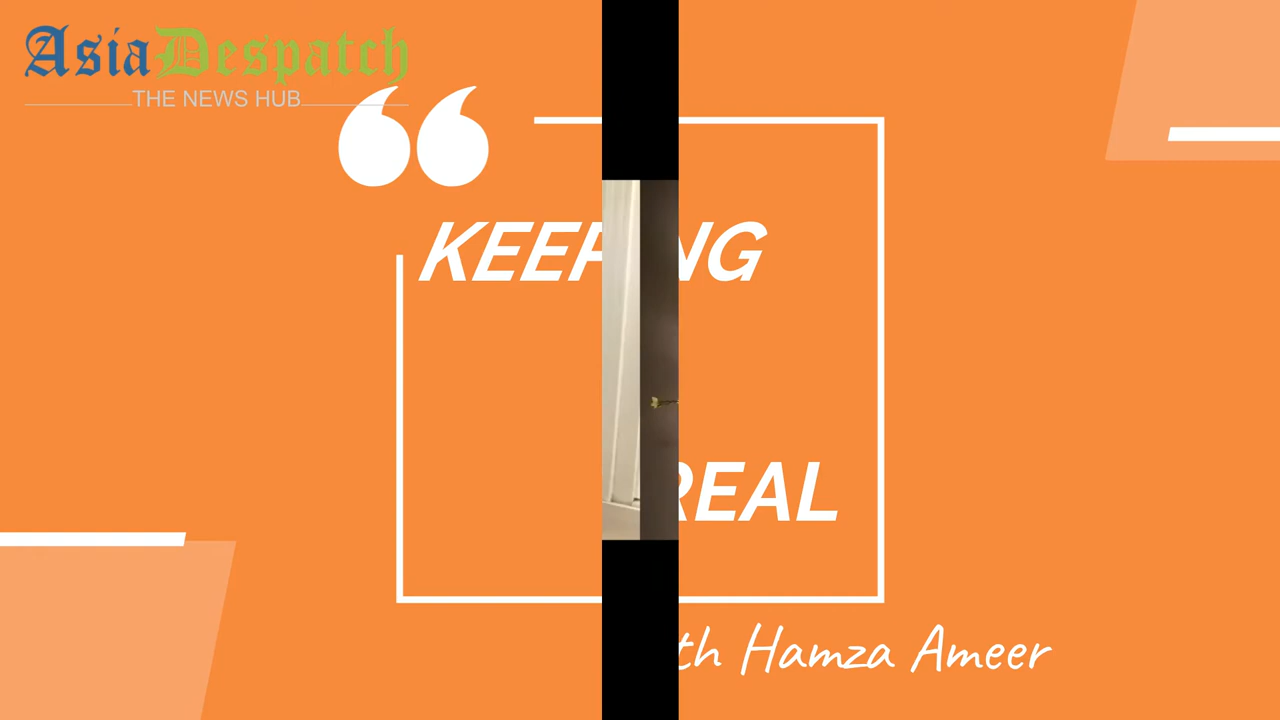 AsiaDespatch
THE NEWS HUB
KEEP NG
REAL
th Hamza Ameer